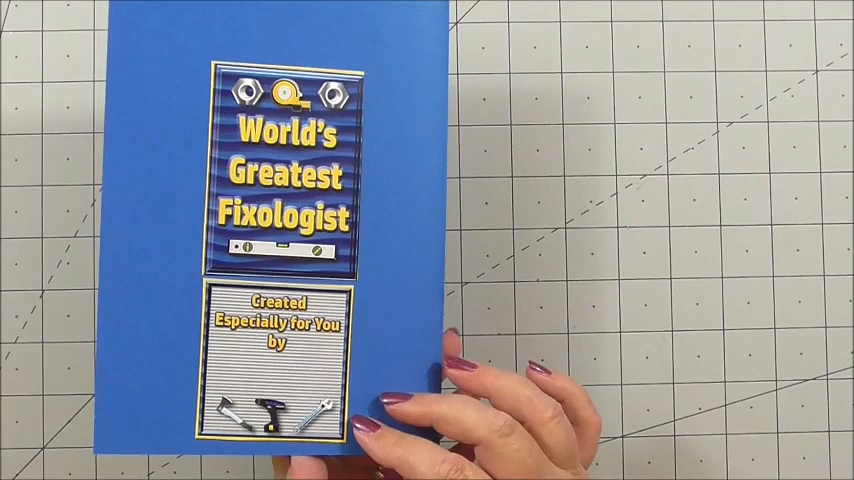 World's
Greatest
Fixologist
Created
Especially for You
by